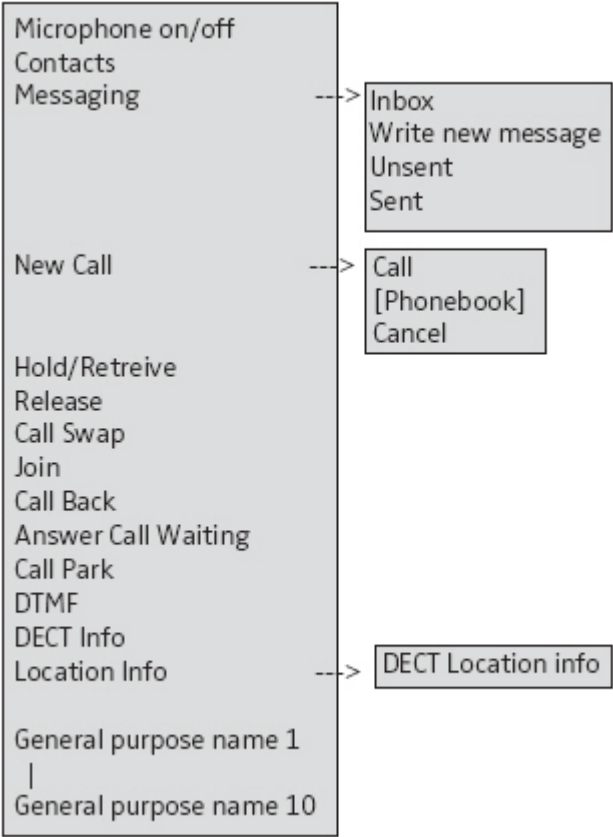 Microphone on/off
Contacts
Messaging ---> Inbox
Write new message
Unsent
Sent
New Call ---> Call
[Phonebook]
Cancel
Hold/Retreive
Release
Call Swap
Join
Call Back
Answer Call Waiting
Call Park
DTMF
DECT Info
Location Info ---> DECT Location info
General purpose name 1
|
General purpose name 10